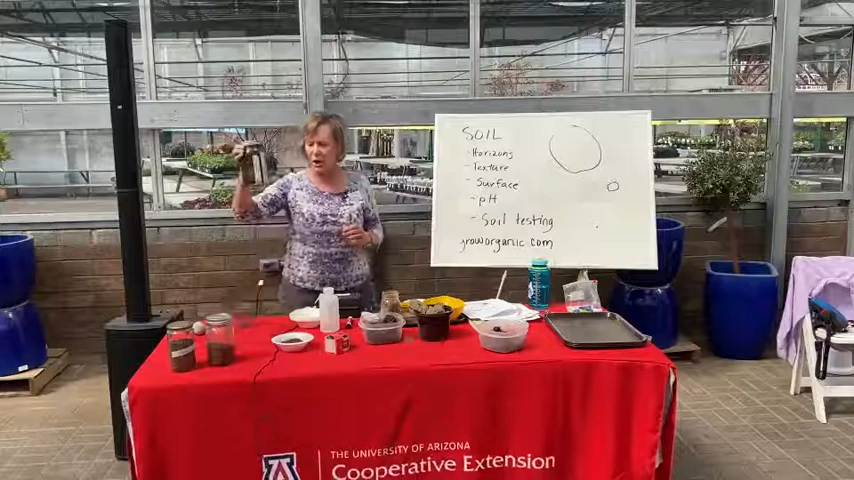 SOIL
• Horizons
• Texture
• Surface
• pH
• Soil testing
groworganic.com
THE UNIVERSITY OF ARIZONA
Cooperative Extension
A